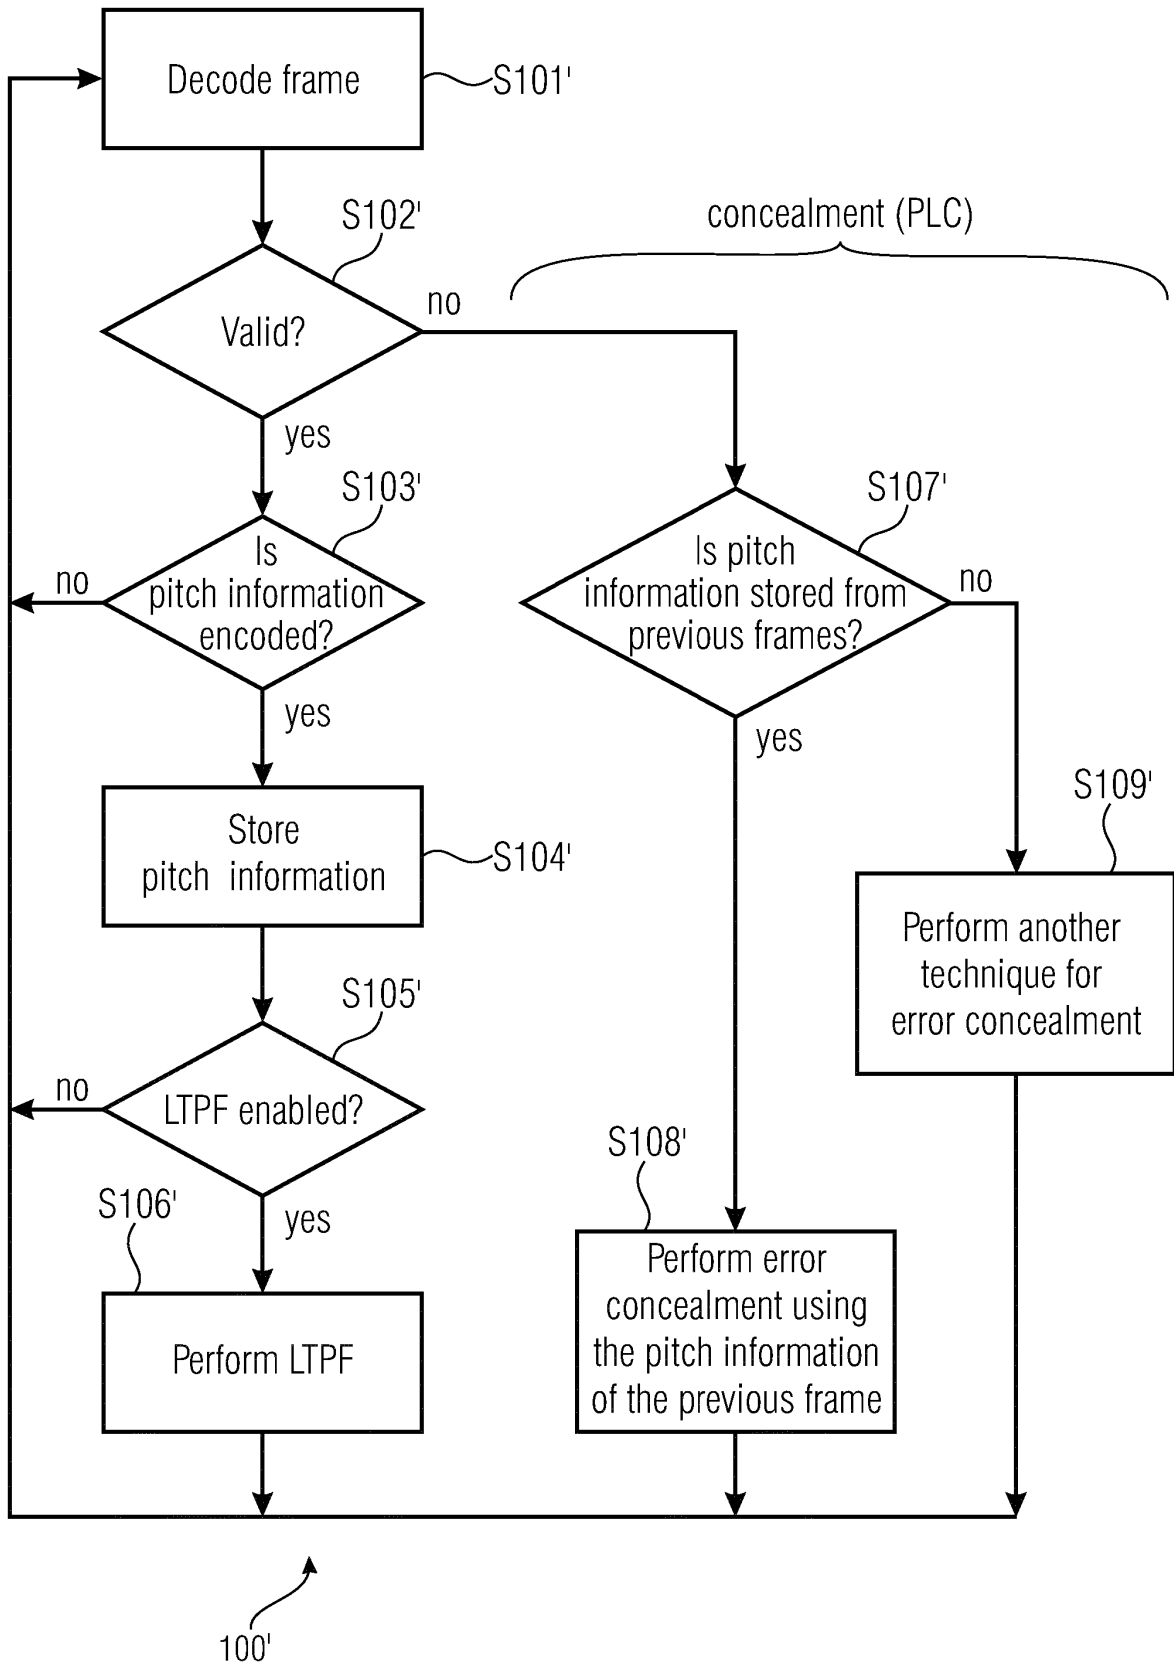 Decode frame
S101'
S102'
concealment (PLC)
no
Valid?
yes
S103'
S107'
Is
pitch information
encoded?
no
Is pitch
information stored from
previous frames?
no
yes
yes
S109'
Store
pitch information
S104'
Perform another
technique for
error concealment
S105'
no
LTPF enabled?
S108'
S106'
yes
Perform error
concealment using
the pitch information
of the previous frame
Perform LTPF
100'